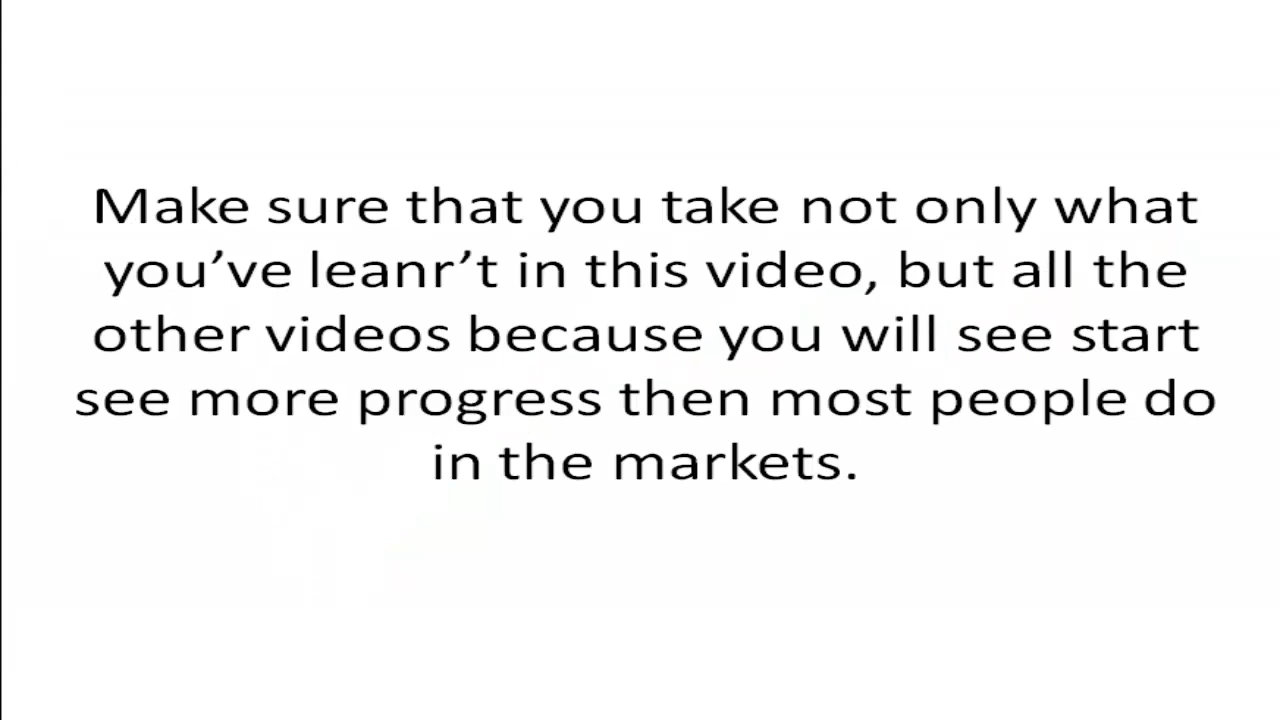 Make sure that you take not only what
you’ve leanr’t in this video, but all the
other videos because you will see start
see more progress then most people do
in the markets.